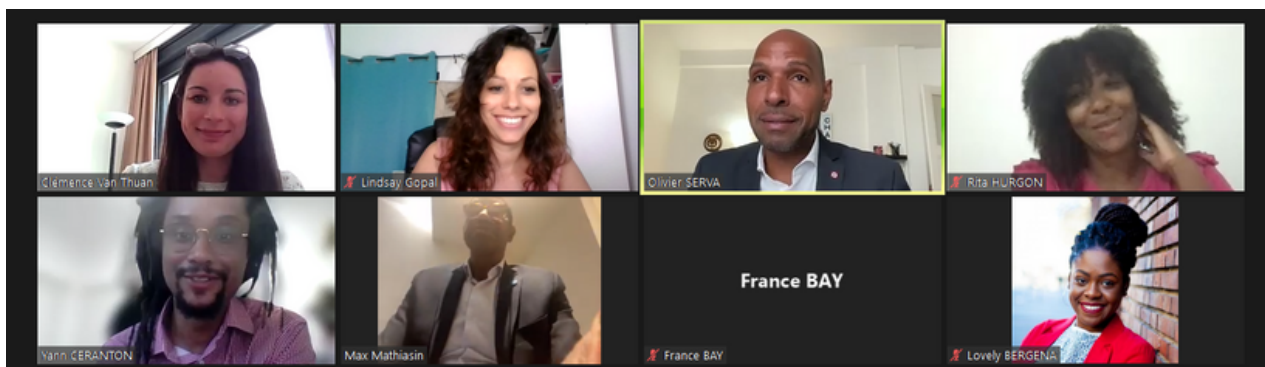 Clémence Van Thuan
Lindsay Gopal
Olivier SERVA
Rita HURGON
Yann CERANTON
Max Mathiasin
France BAY
France BAY
Lovely BERGENA